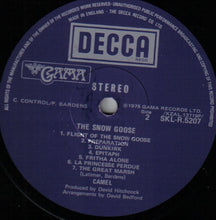 MADE IN ENGLAND · THE DECCA RECORD CO. LTD.
DECCA
GAMA
STEREO
C. CONTROL/P. BARDENS
℗ 1975 GAMA RECORDS LTD.
2
SKL-R.5207
THE SNOW GOOSE
1. FLIGHT OF THE SNOW GOOSE
2. PREPARATION
3. DUNKIRK
4. EPITAPH
5. FRITHA ALONE
6. LA PRINCESSE PERDUE
7. THE GREAT MARSH
(Latimer, Bardens)
CAMEL
Produced by David Hitchcock
Arrangements by David Bedford